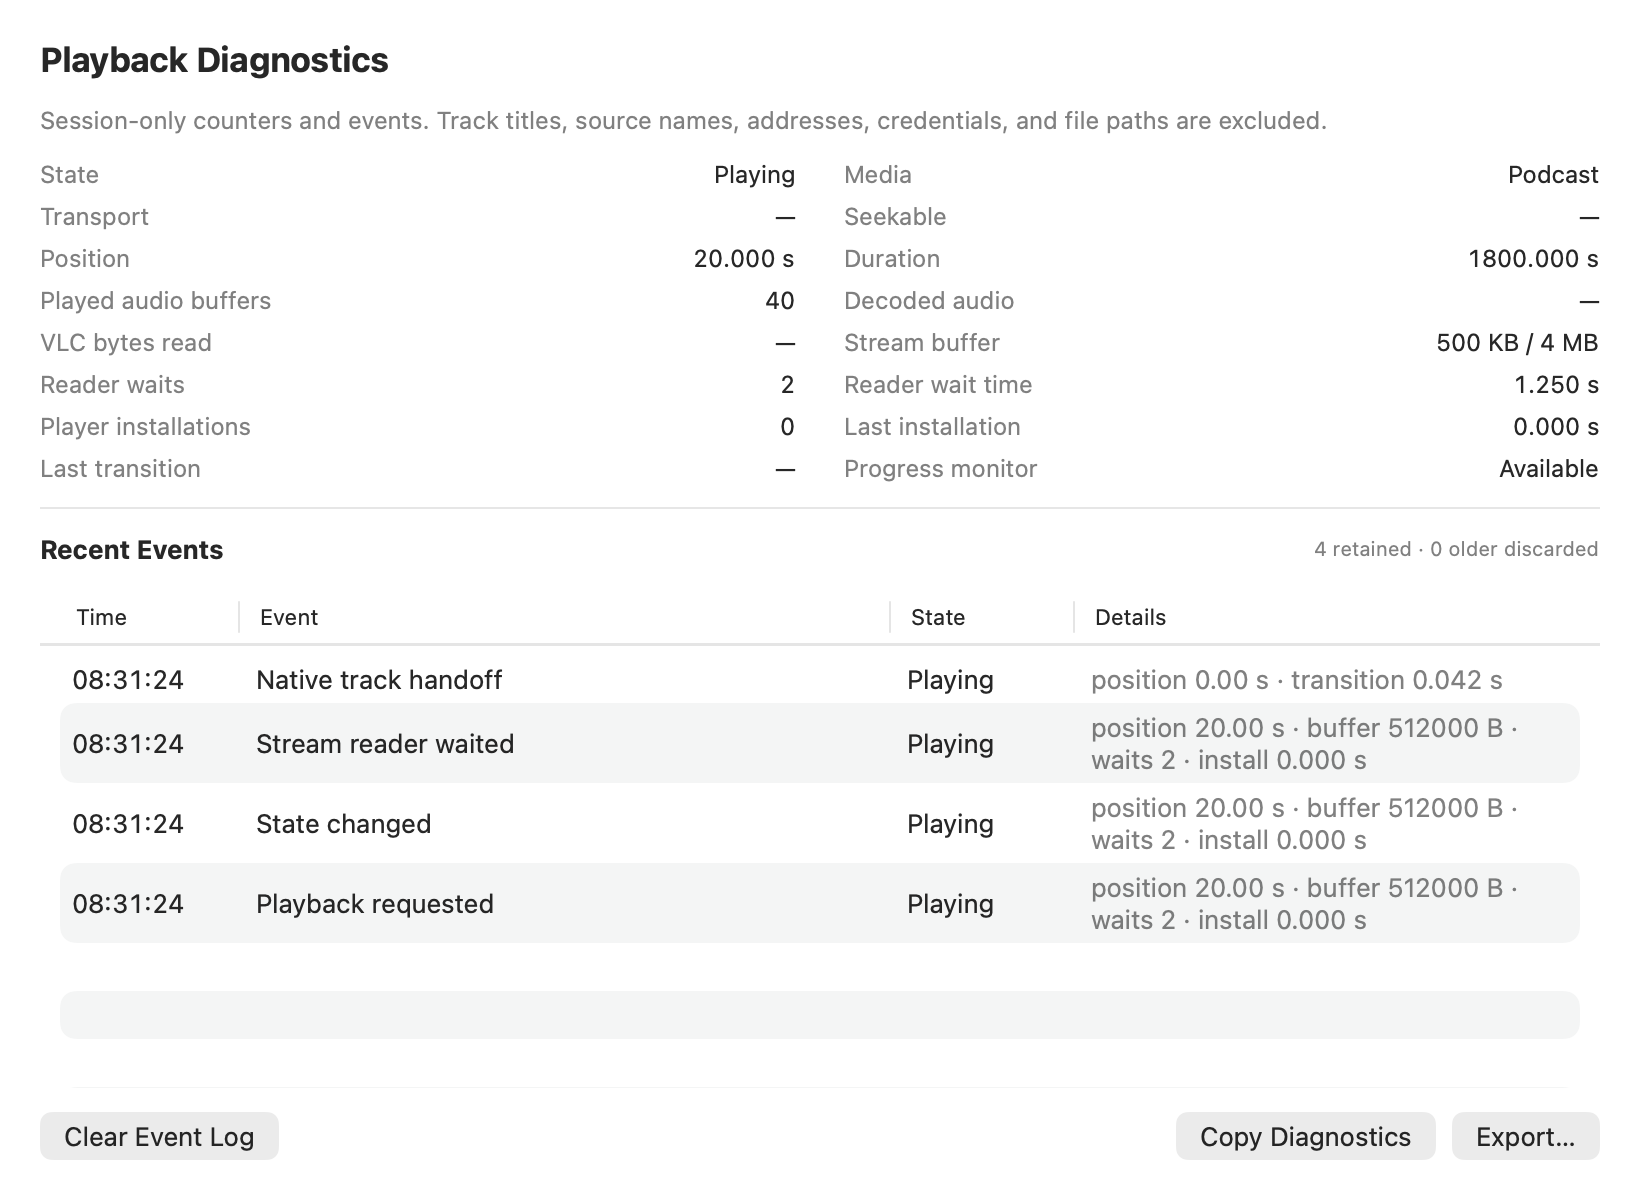 Playback Diagnostics
Session-only counters and events. Track titles, source names, addresses, credentials, and file paths are excluded.
State Playing Media Podcast
Transport — Seekable —
Position 20.000 s Duration 1800.000 s
Played audio buffers 40 Decoded audio —
VLC bytes read — Stream buffer 500 KB / 4 MB
Reader waits 2 Reader wait time 1.250 s
Player installations 0 Last installation 0.000 s
Last transition — Progress monitor Available
Recent Events 4 retained · 0 older discarded
Time Event State Details
08:31:24 Native track handoff Playing position 0.00 s · transition 0.042 s
08:31:24 Stream reader waited Playing position 20.00 s · buffer 512000 B ·
waits 2 · install 0.000 s
08:31:24 State changed Playing position 20.00 s · buffer 512000 B ·
waits 2 · install 0.000 s
08:31:24 Playback requested Playing position 20.00 s · buffer 512000 B ·
waits 2 · install 0.000 s
Clear Event Log Copy Diagnostics Export...